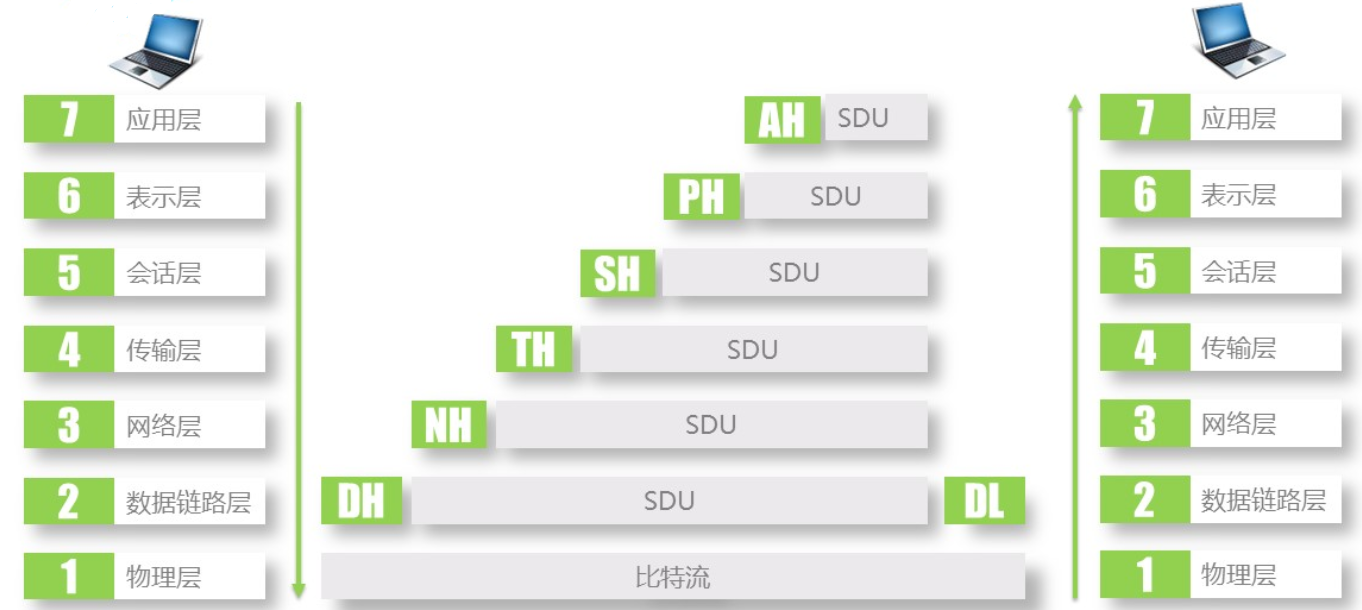 7 应用层 AH SDU 7 应用层
6 表示层 PH SDU 6 表示层
5 会话层 SH SDU 5 会话层
4 传输层 TH SDU 4 传输层
3 网络层 NH SDU 3 网络层
2 数据链路层 DH SDU DL 2 数据链路层
1 物理层 比特流 1 物理层